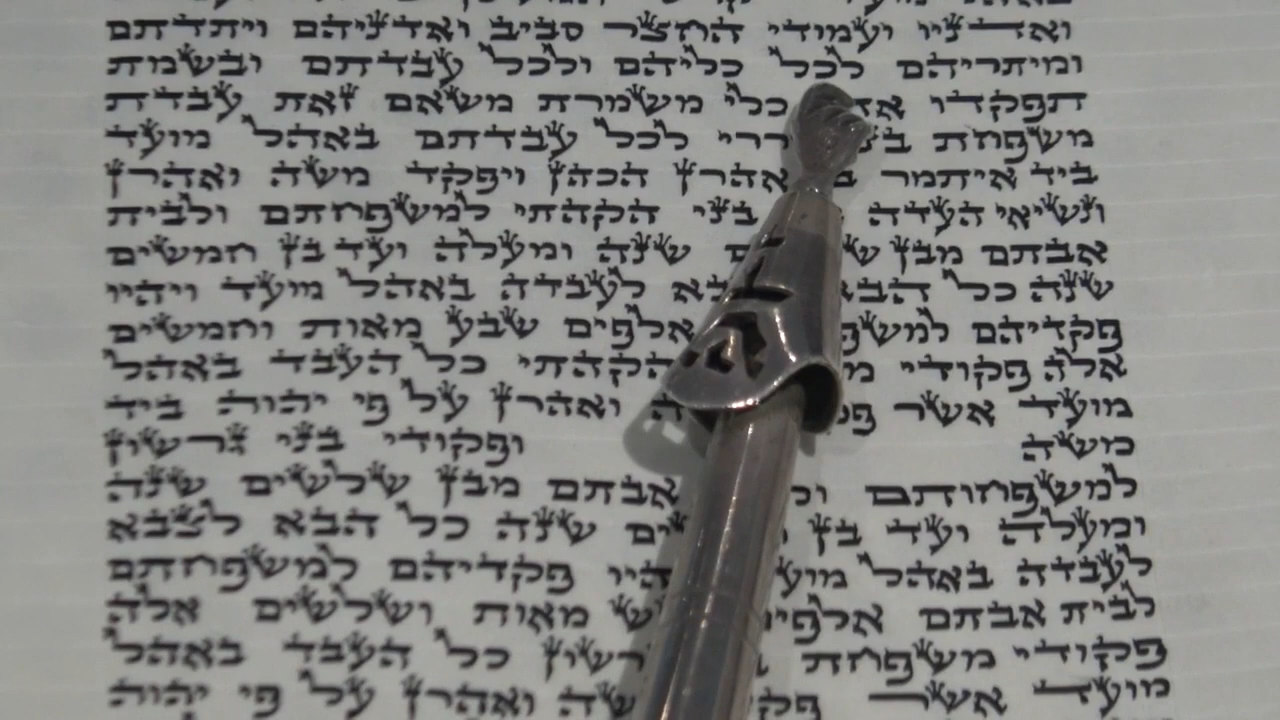 ואדניו ועמודי החצר סביב ואדניהם ויתדתם
ומיתריהם לכל כליהם ולכל עבדתם ובשמת
תפקדו כלי משמרת משאם זאת עבדת
משפחת לכל עבדתם באהל מועד
ביד איתמר אהרן הכהן ויפקד משה ואהרן
ונשיאי העדה בני הקהתי למשפחתם ולבית
אבתם מבן שנה ומעלה ועד בן חמשים
שנה כל לעבדה באהל מועד ויהיו
פקדיהם אלפים שבע מאות וחמשים
אלה פקודי הקהתי כל העבד באהל
מועד אשר ואהרן על פי יהוה ביד
משה ופקודי בני גרשון
למשפחותם אבתם מבן שלשים שנה
ומעלה ועד בן שנה כל הבא לצבא
לעבדה באהל פקדיהם למשפחתם
לבית אבתם מאות ושלשים אלה
פקודי משפחת כל העבד באהל
מועד אשר ואהרן על פי יהוה